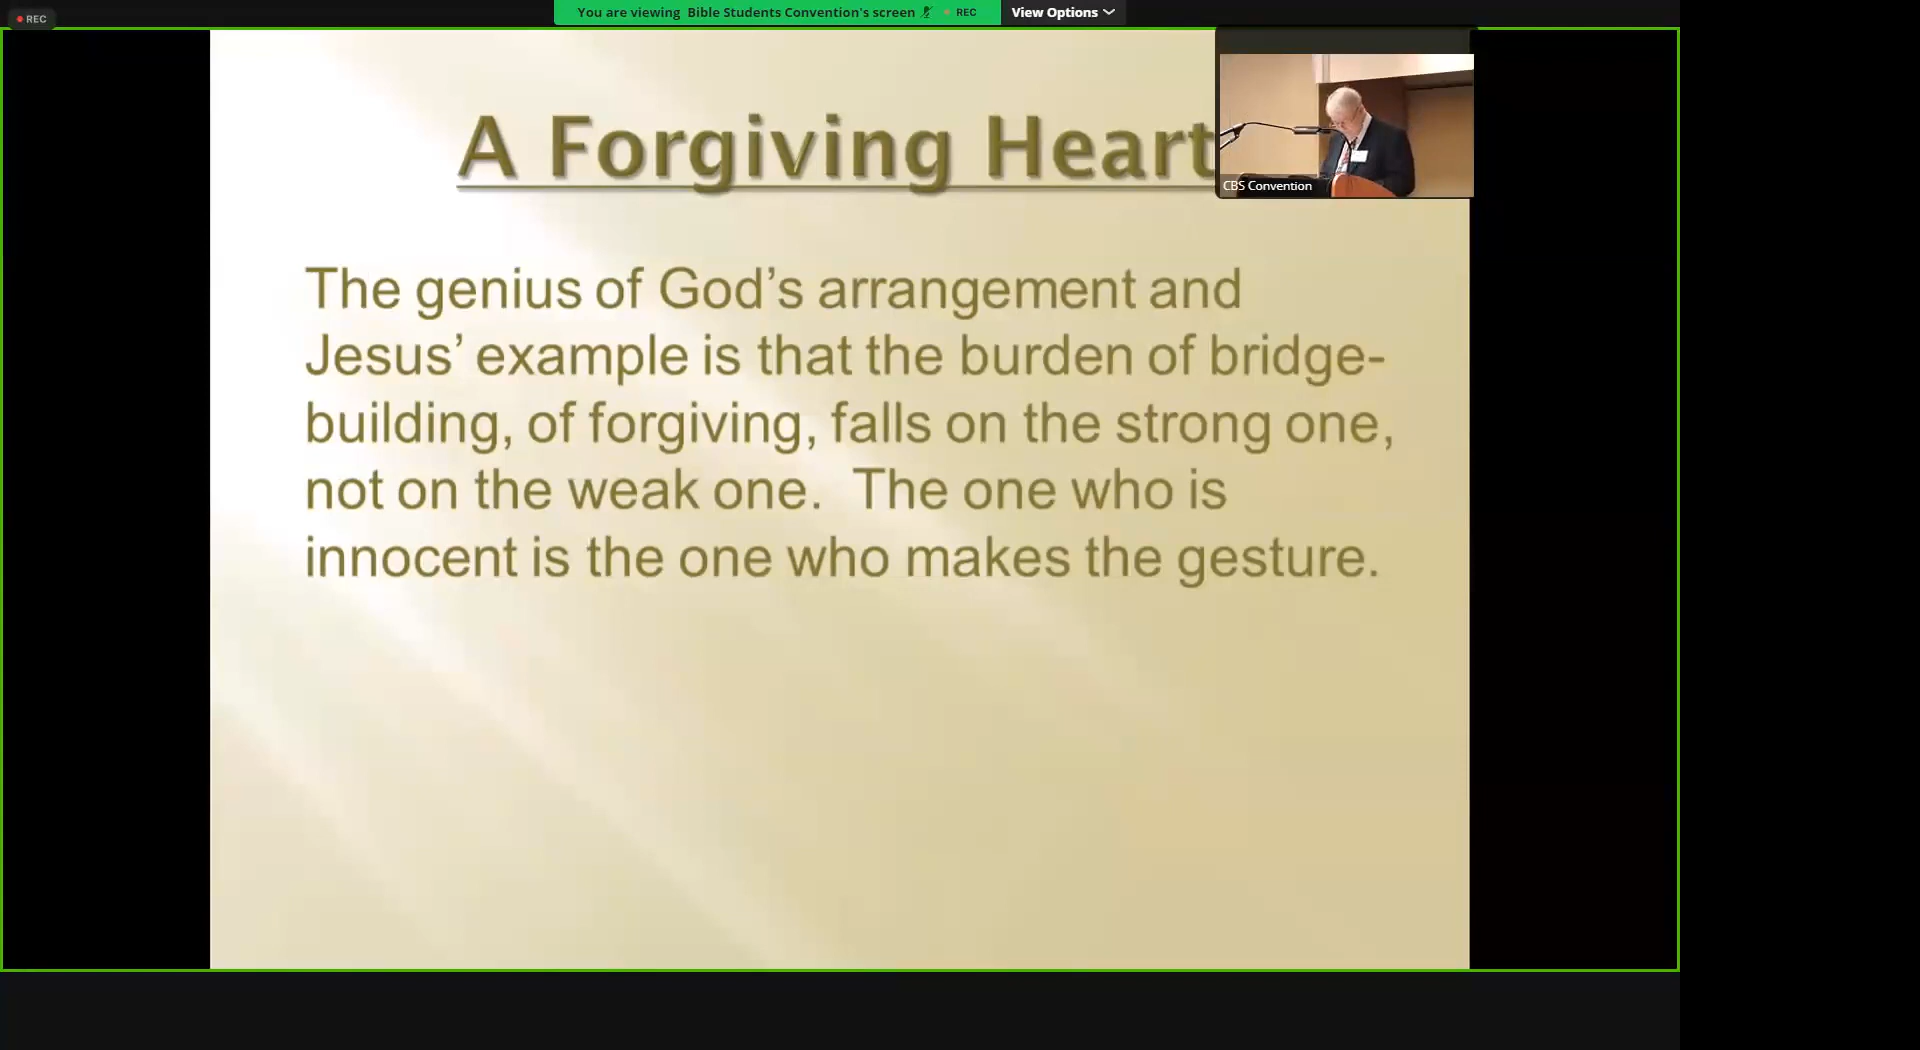 REC
You are viewing Bible Students Convention's screen REC View Options
A Forgiving Heart
CBS Convention
The genius of God’s arrangement and
Jesus’ example is that the burden of bridge-
building, of forgiving, falls on the strong one,
not on the weak one.  The one who is
innocent is the one who makes the gesture.